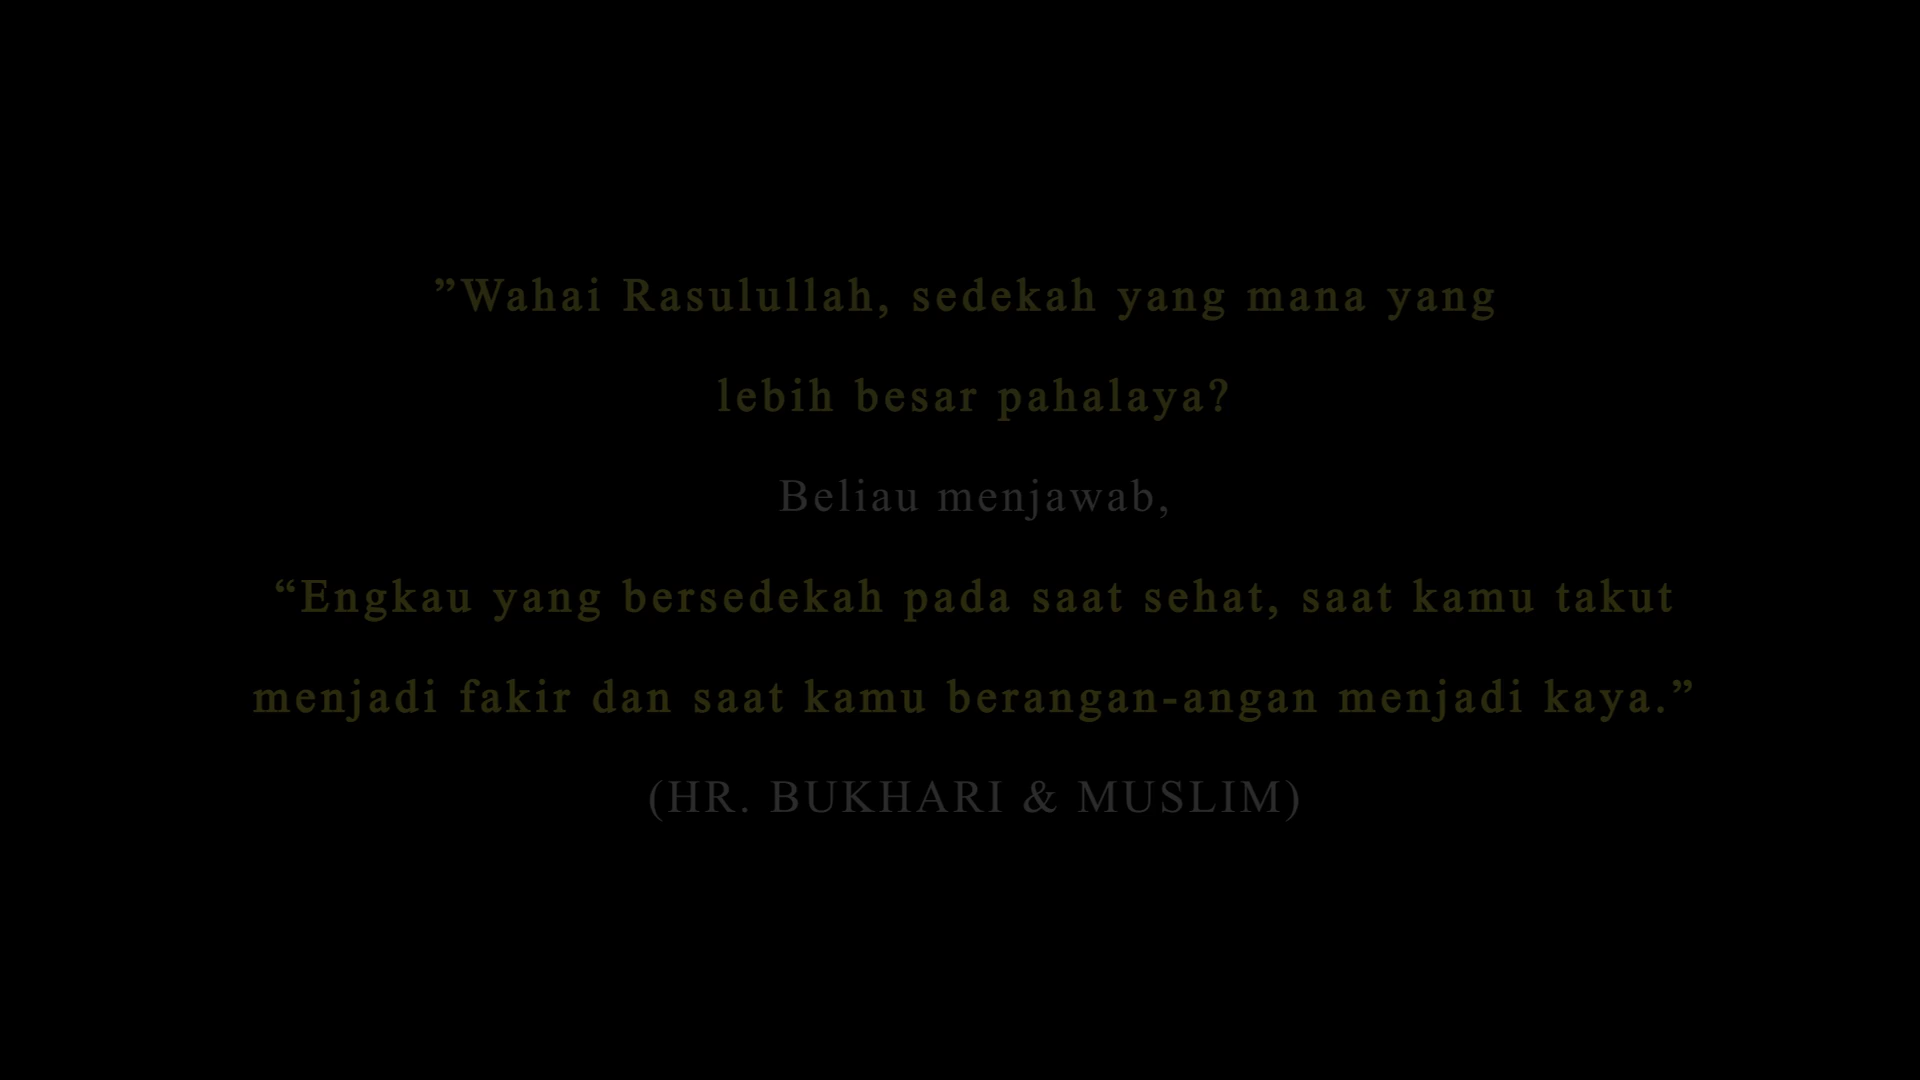 ”Wahai Rasulullah, sedekah yang mana yang
lebih besar pahalaya?
Beliau menjawab,
“Engkau yang bersedekah pada saat sehat, saat kamu takut
menjadi fakir dan saat kamu berangan-angan menjadi kaya.”
(HR. BUKHARI & MUSLIM)